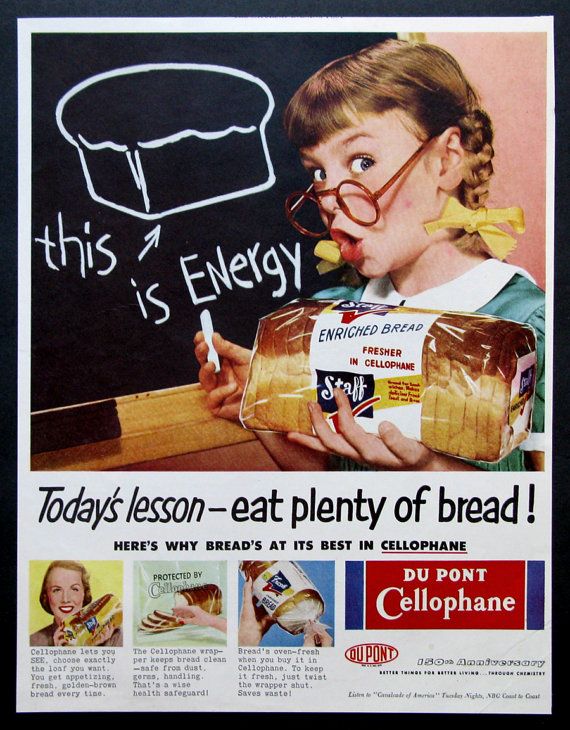 this
is ENERGY
Staff
ENRICHED BREAD
FRESHER
IN CELLOPHANE
Staff
Today's lesson – eat plenty of bread!
HERE'S WHY BREAD'S AT ITS BEST IN CELLOPHANE
PROTECTED BY
Cellophane
BREAD
DU PONT
Cellophane
Cellophane lets you
SEE, choose exactly
the loaf you want.
You get appetizing,
fresh, golden-brown
bread every time.
The Cellophane wrap-
per keeps bread clean
—safe from dust,
germs, handling.
That's a wise
health safeguard!
Bread's oven-fresh
when you buy it in
Cellophane. To keep
it fresh, just twist
the wrapper shut.
Saves waste!
DU PONT
150th Anniversary
BETTER THINGS FOR BETTER LIVING...THROUGH CHEMISTRY
Listen to "Cavalcade of America" Tuesday Nights, NBC Coast to Coast